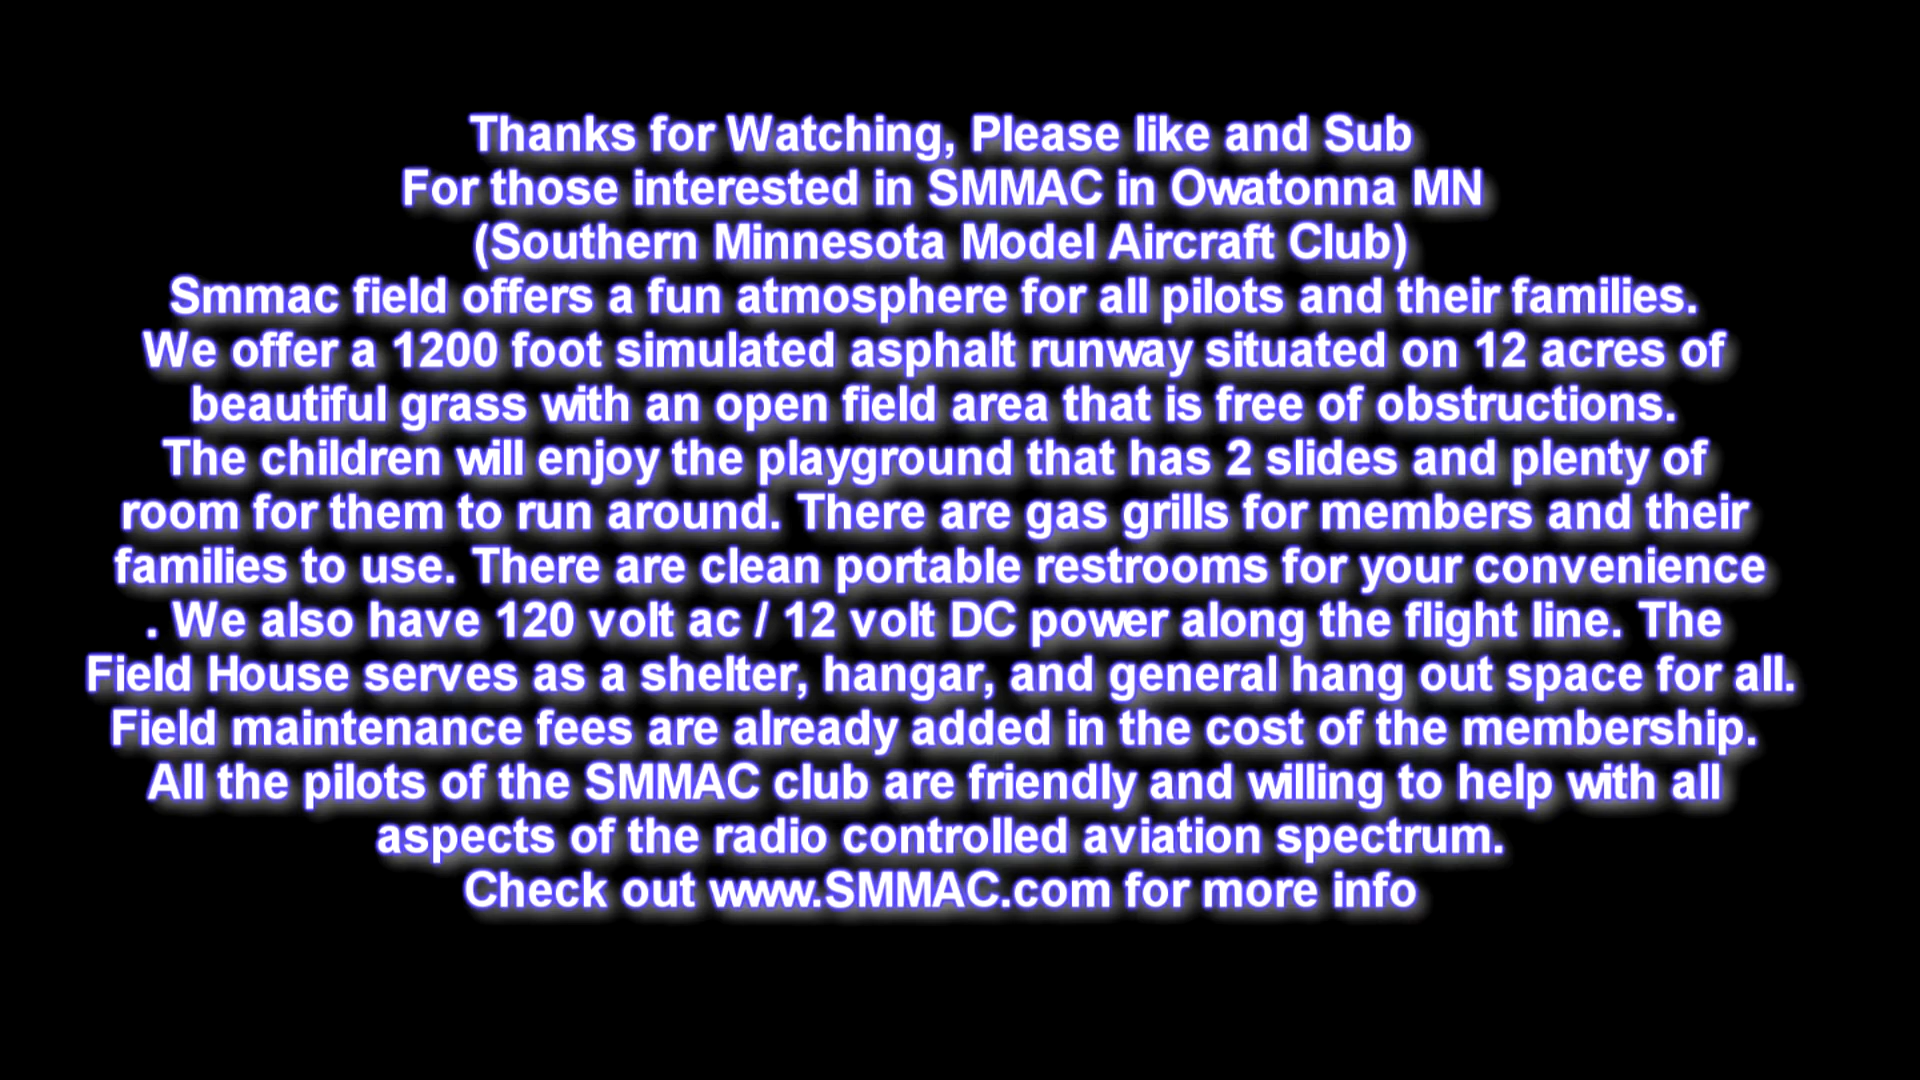 Thanks for Watching, Please like and Sub
For those interested in SMMAC in Owatonna MN
(Southern Minnesota Model Aircraft Club)
Smmac field offers a fun atmosphere for all pilots and their families.
We offer a 1200 foot simulated asphalt runway situated on 12 acres of
beautiful grass with an open field area that is free of obstructions.
The children will enjoy the playground that has 2 slides and plenty of
room for them to run around. There are gas grills for members and their
families to use. There are clean portable restrooms for your convenience
. We also have 120 volt ac / 12 volt DC power along the flight line. The
Field House serves as a shelter, hangar, and general hang out space for all.
Field maintenance fees are already added in the cost of the membership.
All the pilots of the SMMAC club are friendly and willing to help with all
aspects of the radio controlled aviation spectrum.
Check out www.SMMAC.com for more info